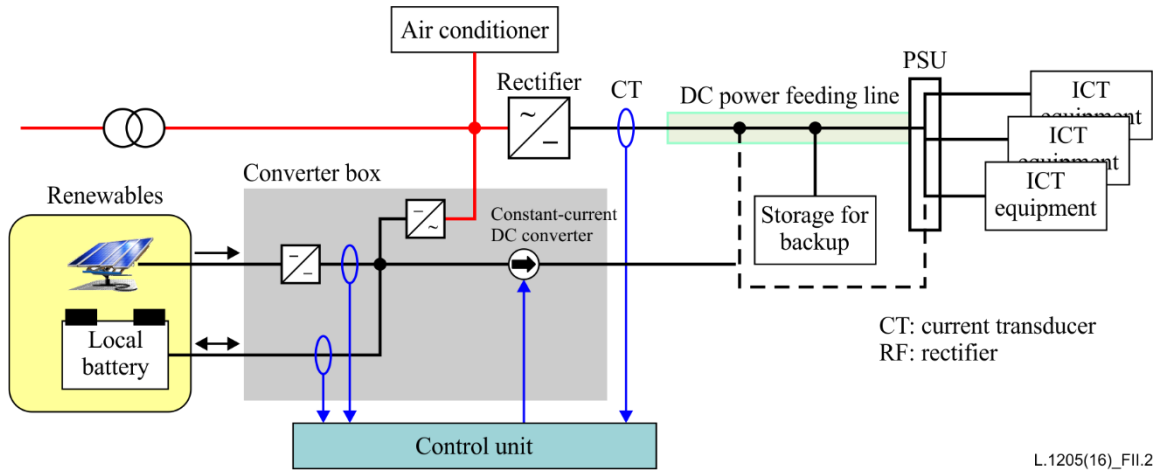 Air conditioner
Rectifier
CT
PSU
DC power feeding line
ICT
equipment
ICT
equipment
ICT
equipment
~
–
Converter box
Renewables
–
~
Constant-current
DC converter
Storage for
backup
–
–
Local
battery
CT: current transducer
RF: rectifier
Control unit
L.1205(16)_FII.2